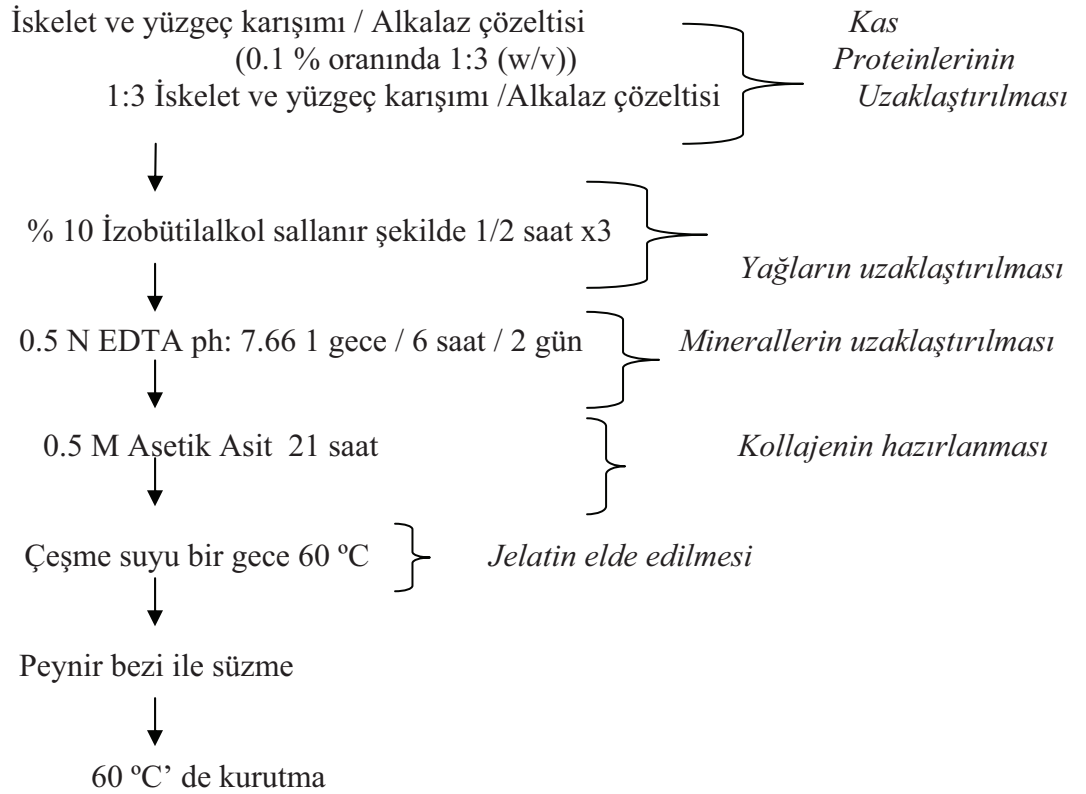 İskelet ve yüzgeç karışımı / Alkalaz çözeltisi
(0.1 % oranında 1:3 (w/v))
1:3 İskelet ve yüzgeç karışımı /Alkalaz çözeltisi
Kas
Proteinlerinin
Uzaklaştırılması
% 10 İzobütilalkol sallanır şekilde 1/2 saat x3
Yağların uzaklaştırılması
0.5 N EDTA ph: 7.66 1 gece / 6 saat / 2 gün
Minerallerin uzaklaştırılması
0.5 M Asetik Asit 21 saat
Kollajenin hazırlanması
Çeşme suyu bir gece 60 ºC
Jelatin elde edilmesi
Peynir bezi ile süzme
60 ºC’ de kurutma